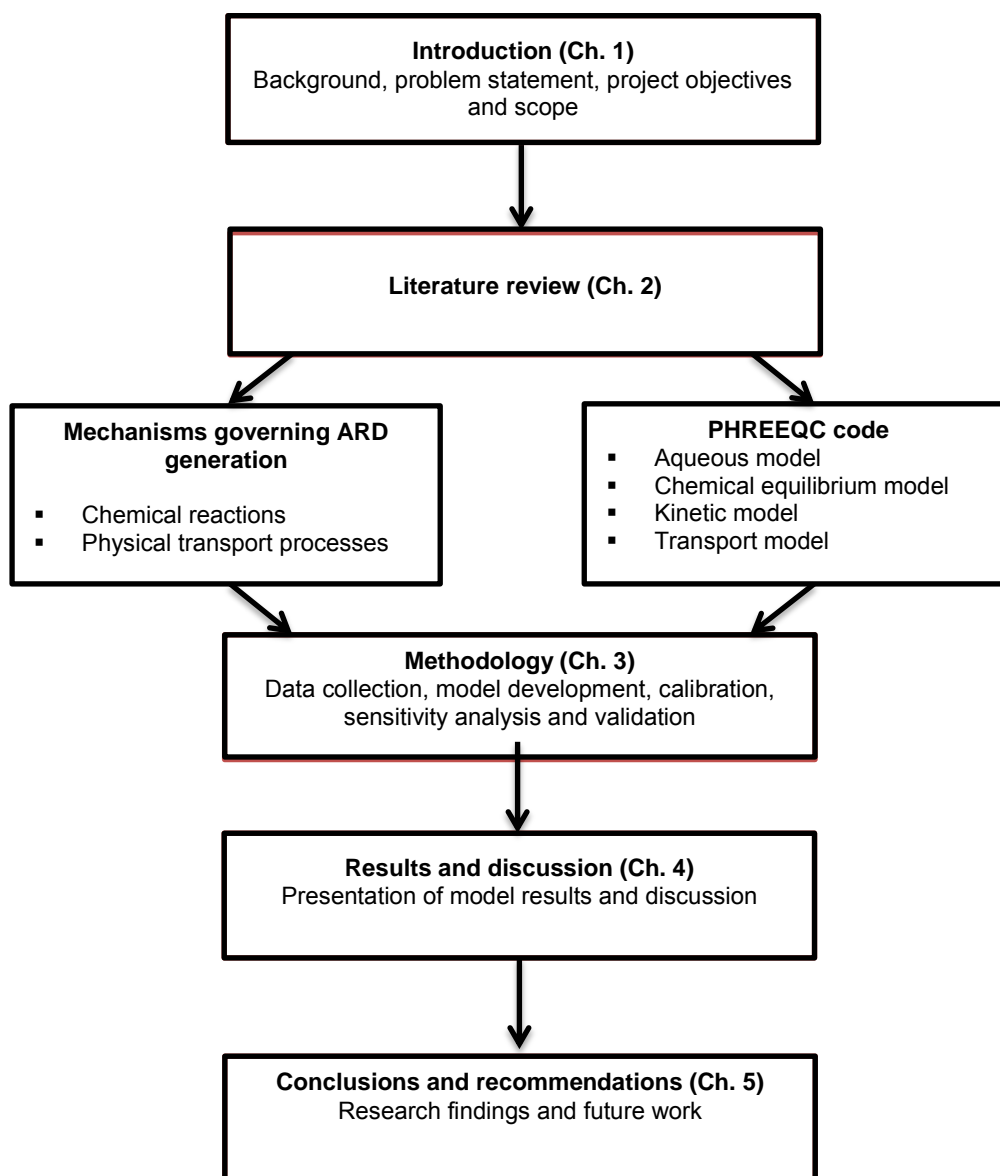 Introduction (Ch. 1)
Background, problem statement, project objectives
and scope
Literature review (Ch. 2)
Mechanisms governing ARD
generation
▪ Chemical reactions
▪ Physical transport processes
PHREEQC code
▪ Aqueous model
▪ Chemical equilibrium model
▪ Kinetic model
▪ Transport model
Methodology (Ch. 3)
Data collection, model development, calibration,
sensitivity analysis and validation
Results and discussion (Ch. 4)
Presentation of model results and discussion
Conclusions and recommendations (Ch. 5)
Research findings and future work